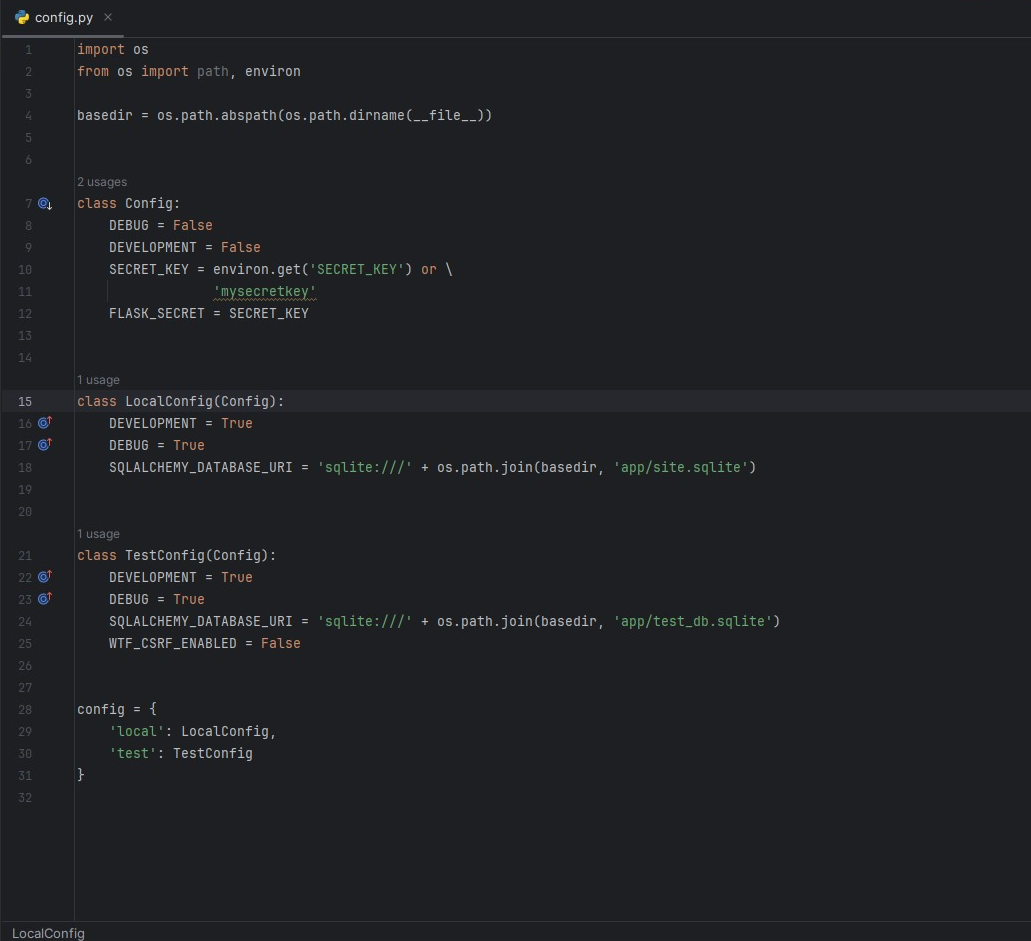 config.py
1 import os
2 from os import path, environ
3
4 basedir = os.path.abspath(os.path.dirname(__file__))
5
6
2 usages
7 class Config:
8     DEBUG = False
9     DEVELOPMENT = False
10     SECRET_KEY = environ.get('SECRET_KEY') or \
11                  'mysecretkey'
12     FLASK_SECRET = SECRET_KEY
13
14
1 usage
15 class LocalConfig(Config):
16     DEVELOPMENT = True
17     DEBUG = True
18     SQLALCHEMY_DATABASE_URI = 'sqlite:///' + os.path.join(basedir, 'app/site.sqlite')
19
20
1 usage
21 class TestConfig(Config):
22     DEVELOPMENT = True
23     DEBUG = True
24     SQLALCHEMY_DATABASE_URI = 'sqlite:///' + os.path.join(basedir, 'app/test_db.sqlite')
25     WTF_CSRF_ENABLED = False
26
27
28 config = {
29     'local': LocalConfig,
30     'test': TestConfig
31 }
32
LocalConfig